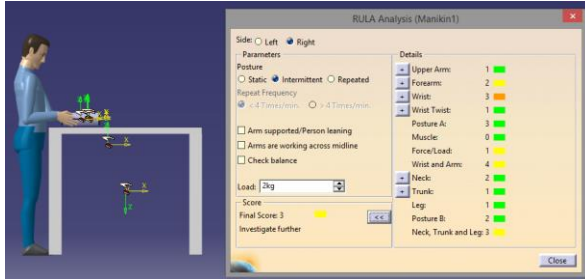 RULA Analysis (Manikin1)
Side: Left Right
Parameters
Posture
Static Intermittent Repeated
Repeat Frequency
< 4 Times/min. > 4 Times/min.
Arm supported/Person leaning
Arms are working across midline
Check balance
Load: 2kg
Score
Final Score: 3
<<
Investigate further
Details
+ Upper Arm: 1
+ Forearm: 2
+ Wrist: 3
+ Wrist Twist: 1
Posture A: 3
Muscle: 0
Force/Load: 1
Wrist and Arm: 4
+ Neck: 2
+ Trunk: 1
Leg: 1
Posture B: 2
Neck, Trunk and Leg: 3
Close
x
x
z